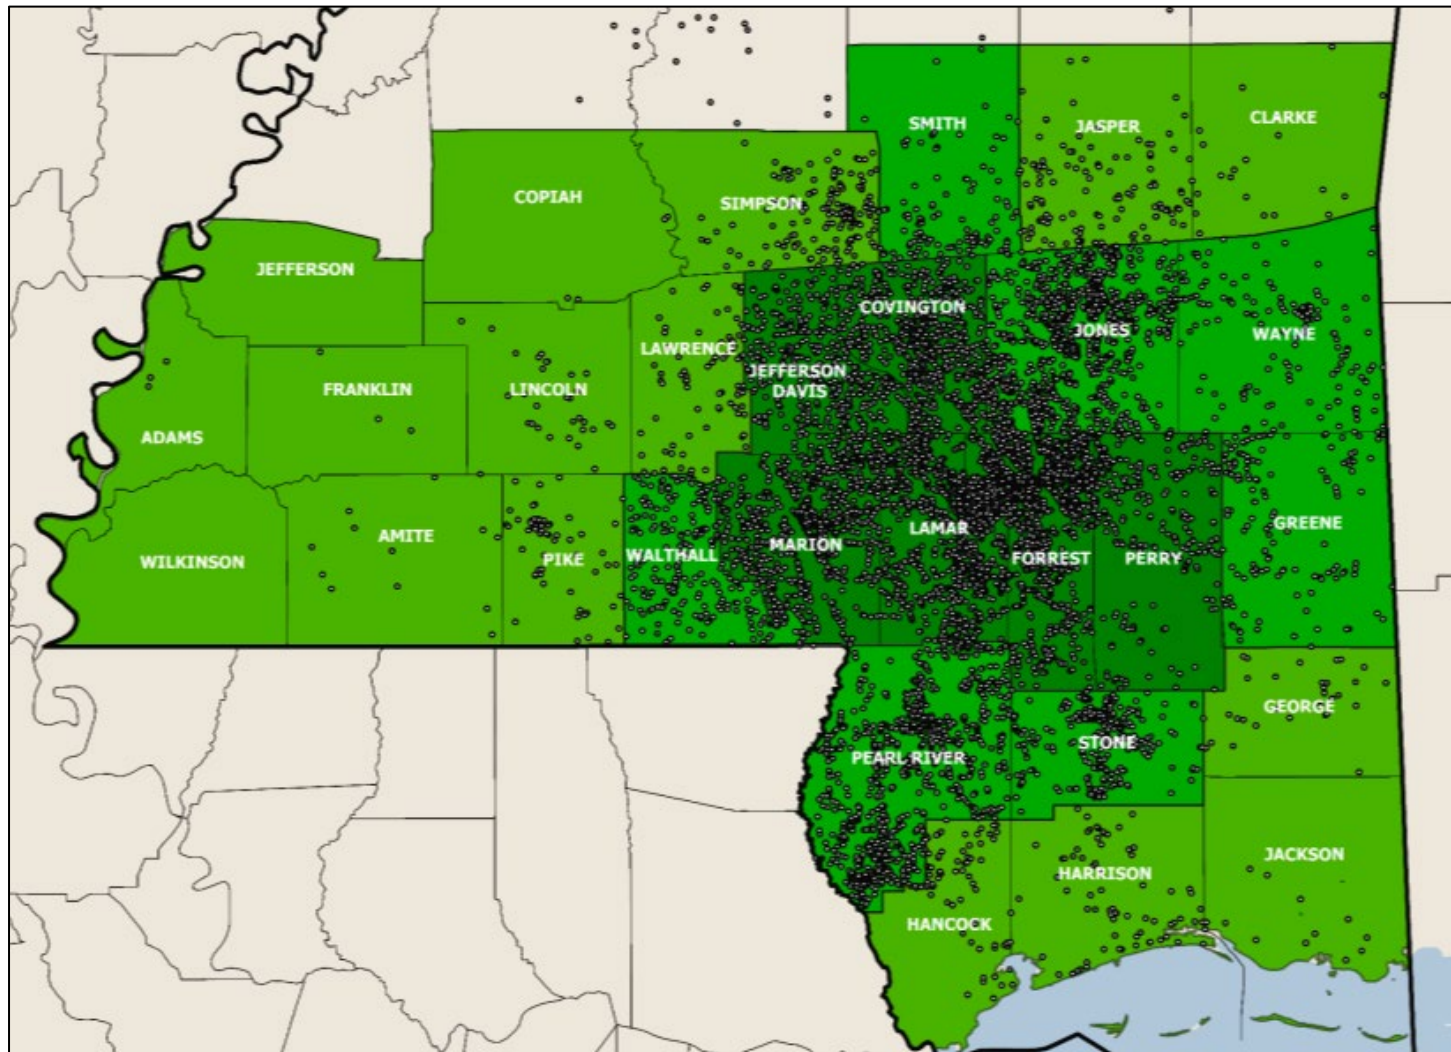 SMITH
JASPER
CLARKE
COPIAH
SIMPSON
JEFFERSON
COVINGTON
JONES
WAYNE
LAWRENCE
JEFFERSON
DAVIS
FRANKLIN
LINCOLN
ADAMS
WILKINSON
AMITE
PIKE
WALTHALL
MARION
LAMAR
FORREST
PERRY
GREENE
GEORGE
PEARL RIVER
STONE
JACKSON
HARRISON
HANCOCK